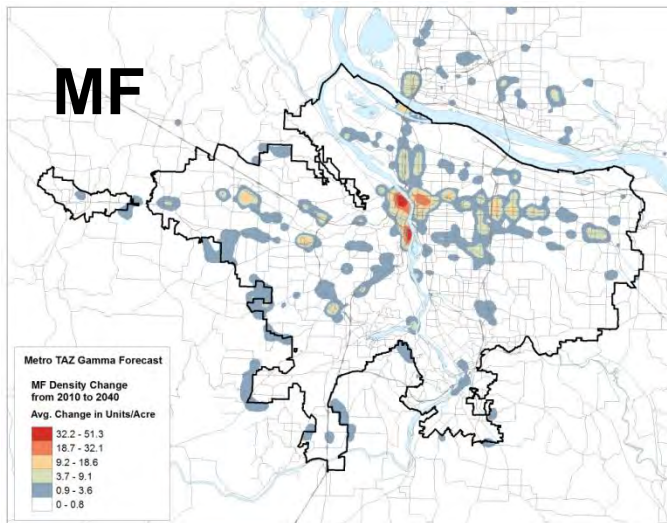 MF
Metro TAZ Gamma Forecast
MF Density Change
from 2010 to 2040
Avg. Change in Units/Acre
32.2 - 51.3
18.7 - 32.1
9.2 - 18.6
3.7 - 9.1
0.9 - 3.6
0 - 0.8